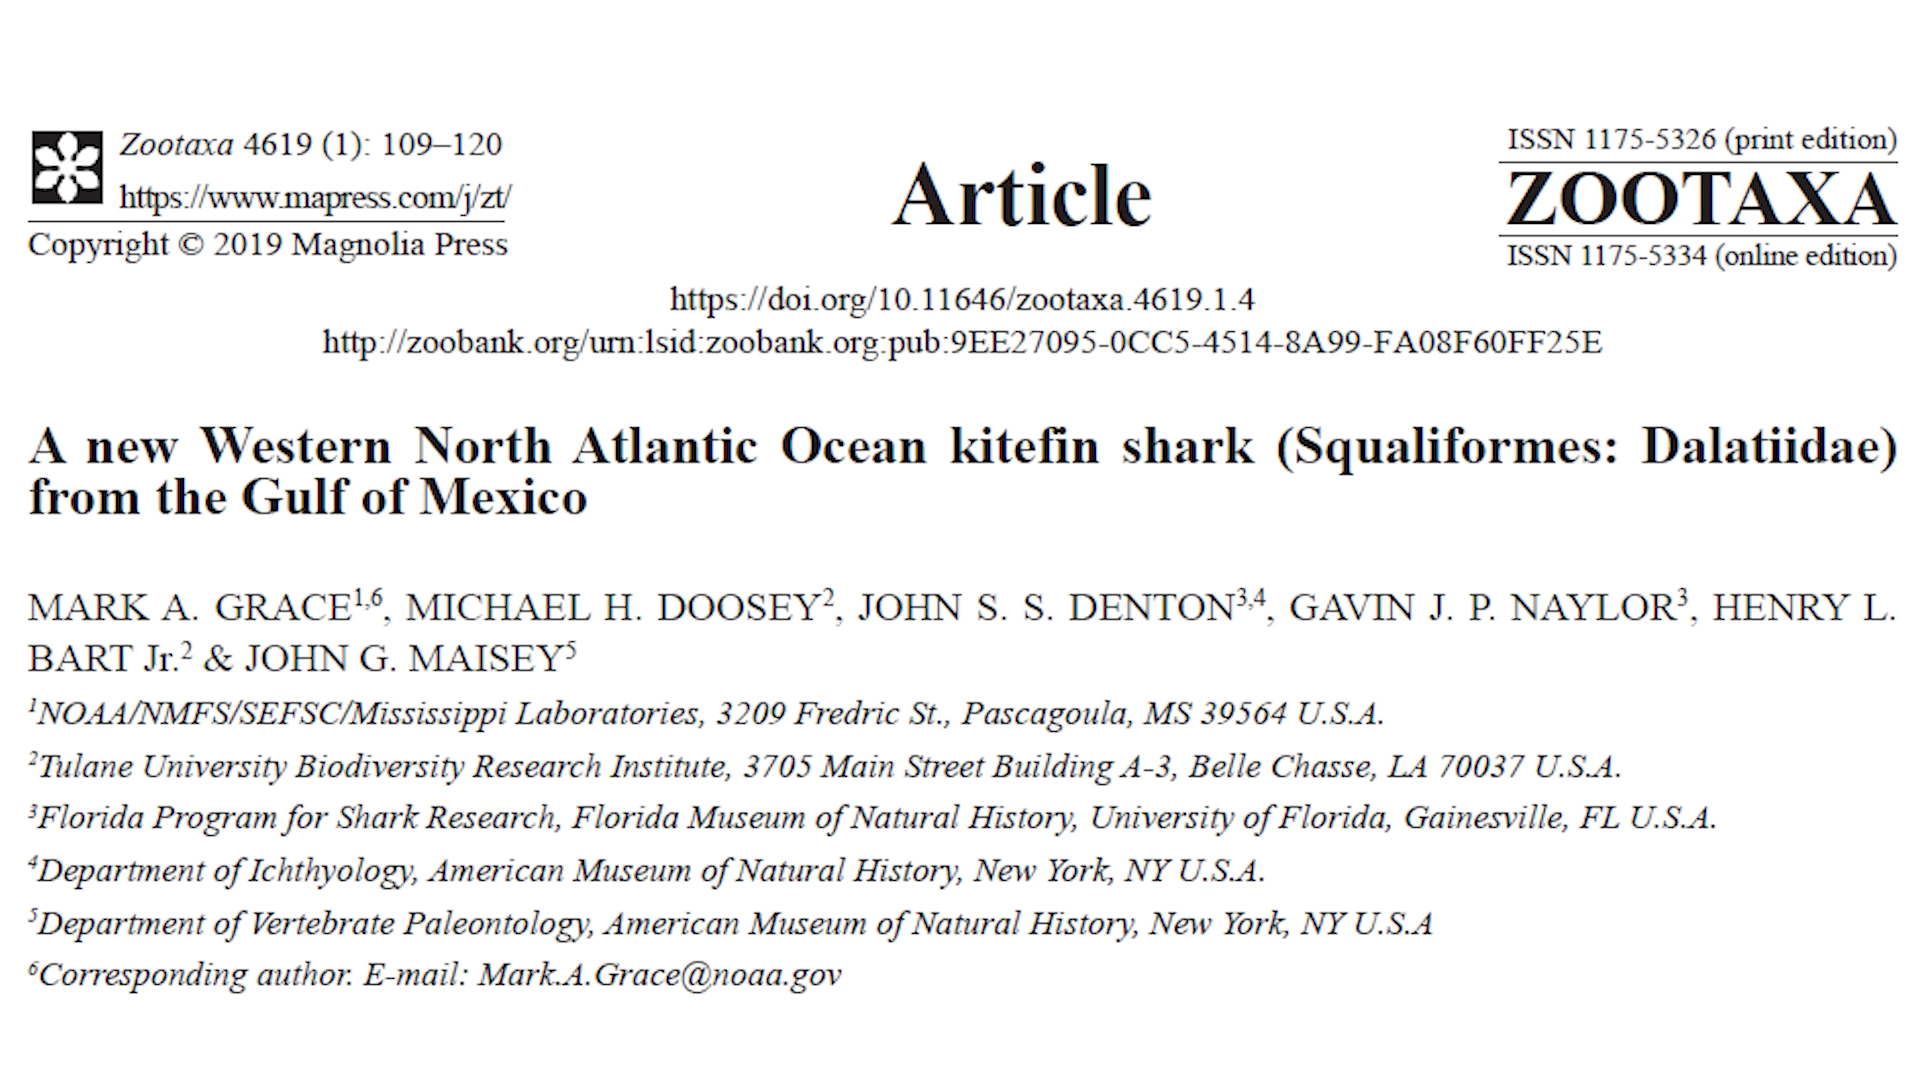 Zootaxa 4619 (1): 109–120
https://www.mapress.com/j/zt/
Copyright © 2019 Magnolia Press
Article
ISSN 1175-5326 (print edition)
ZOOTAXA
ISSN 1175-5334 (online edition)
https://doi.org/10.11646/zootaxa.4619.1.4
http://zoobank.org/urn:lsid:zoobank.org:pub:9EE27095-0CC5-4514-8A99-FA08F60FF25E
A new Western North Atlantic Ocean kitefin shark (Squaliformes: Dalatiidae)
from the Gulf of Mexico
MARK A. GRACE1,6, MICHAEL H. DOOSEY2, JOHN S. S. DENTON3,4, GAVIN J. P. NAYLOR3, HENRY L.
BART Jr.2 & JOHN G. MAISEY5
1NOAA/NMFS/SEFSC/Mississippi Laboratories, 3209 Fredric St., Pascagoula, MS 39564 U.S.A.
2Tulane University Biodiversity Research Institute, 3705 Main Street Building A-3, Belle Chasse, LA 70037 U.S.A.
3Florida Program for Shark Research, Florida Museum of Natural History, University of Florida, Gainesville, FL U.S.A.
4Department of Ichthyology, American Museum of Natural History, New York, NY U.S.A.
5Department of Vertebrate Paleontology, American Museum of Natural History, New York, NY U.S.A
6Corresponding author. E-mail: Mark.A.Grace@noaa.gov